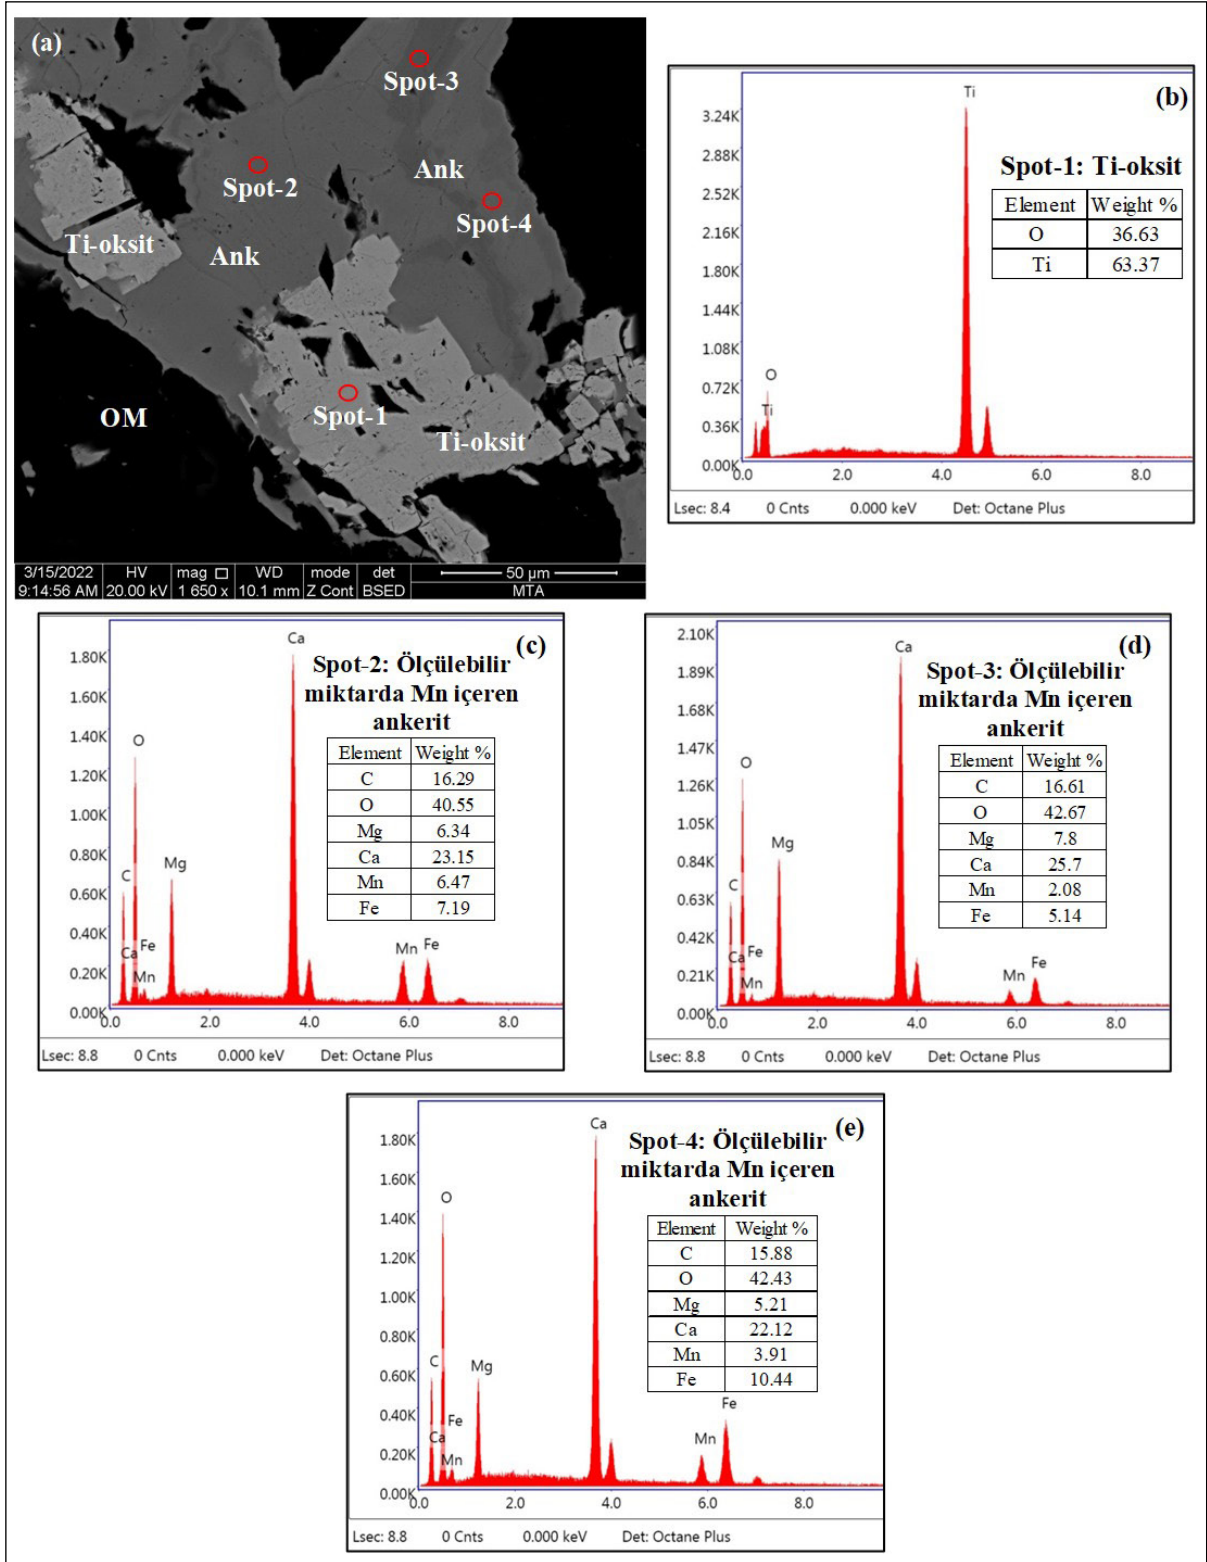 (a)
Spot-3
Spot-2
Ank
Spot-4
Ti-oksit
Ank
OM
Spot-1
Ti-oksit
3/15/2022 HV mag WD mode det 50 µm
9:14:56 AM 20.00 kV 1 650 x 10.1 mm Z Cont BSED MTA
(b)
Spot-1: Ti-oksit
Element Weight %
O 36.63
Ti 63.37
Ti
O
Ti
3.24K
2.88K
2.52K
2.16K
1.80K
1.44K
1.08K
0.72K
0.36K
0.00K
0.0 2.0 4.0 6.0 8.0
Lsec: 8.4 0 Cnts 0.000 keV Det: Octane Plus
(c)
Spot-2: Ölçülebilir
miktarda Mn içeren
ankerit
Element Weight %
C 16.29
O 40.55
Mg 6.34
Ca 23.15
Mn 6.47
Fe 7.19
Ca
O
C
Mg
Ca
Fe
Mn
Mn
Fe
1.80K
1.60K
1.40K
1.20K
1.00K
0.80K
0.60K
0.40K
0.20K
0.00K
0.0 2.0 4.0 6.0 8.0
Lsec: 8.8 0 Cnts 0.000 keV Det: Octane Plus
(d)
Spot-3: Ölçülebilir
miktarda Mn içeren
ankerit
Element Weight %
C 16.61
O 42.67
Mg 7.8
Ca 25.7
Mn 2.08
Fe 5.14
Ca
O
C
Mg
Ca
Fe
Mn
Mn
Fe
2.10K
1.89K
1.68K
1.47K
1.26K
1.05K
0.84K
0.63K
0.42K
0.21K
0.00K
0.0 2.0 4.0 6.0 8.0
Lsec: 8.8 0 Cnts 0.000 keV Det: Octane Plus
(e)
Spot-4: Ölçülebilir
miktarda Mn içeren
ankerit
Element Weight %
C 15.88
O 42.43
Mg 5.21
Ca 22.12
Mn 3.91
Fe 10.44
Ca
O
C
Mg
Ca
Fe
Mn
Mn
Fe
1.80K
1.60K
1.40K
1.20K
1.00K
0.80K
0.60K
0.40K
0.20K
0.00K
0.0 2.0 4.0 6.0 8.0
Lsec: 8.8 0 Cnts 0.000 keV Det: Octane Plus